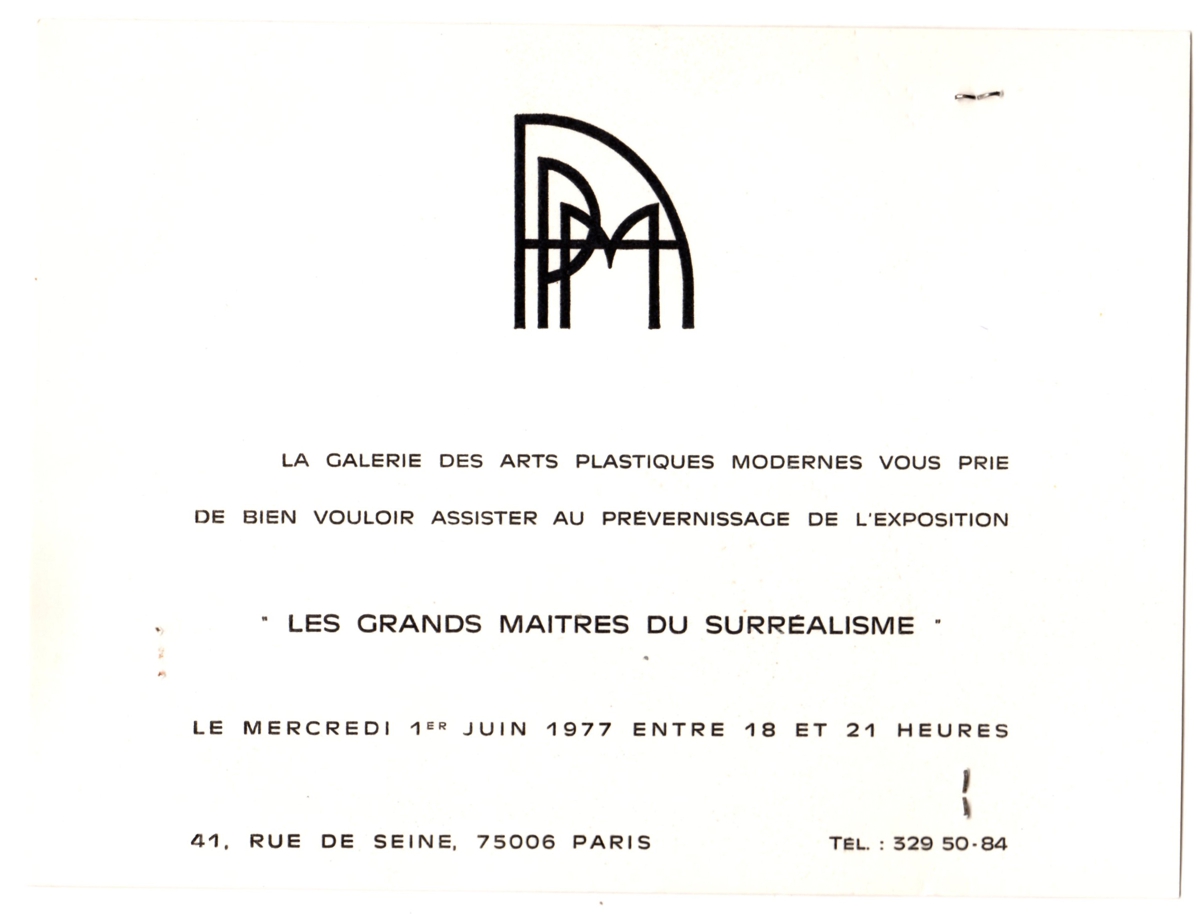 APM
LA GALERIE DES ARTS PLASTIQUES MODERNES VOUS PRIE
DE BIEN VOULOIR ASSISTER AU PRÉVERNISSAGE DE L'EXPOSITION
" LES GRANDS MAITRES DU SURRÉALISME "
LE MERCREDI 1ER JUIN 1977 ENTRE 18 ET 21 HEURES
41, RUE DE SEINE, 75006 PARIS TÉL. : 329 50-84